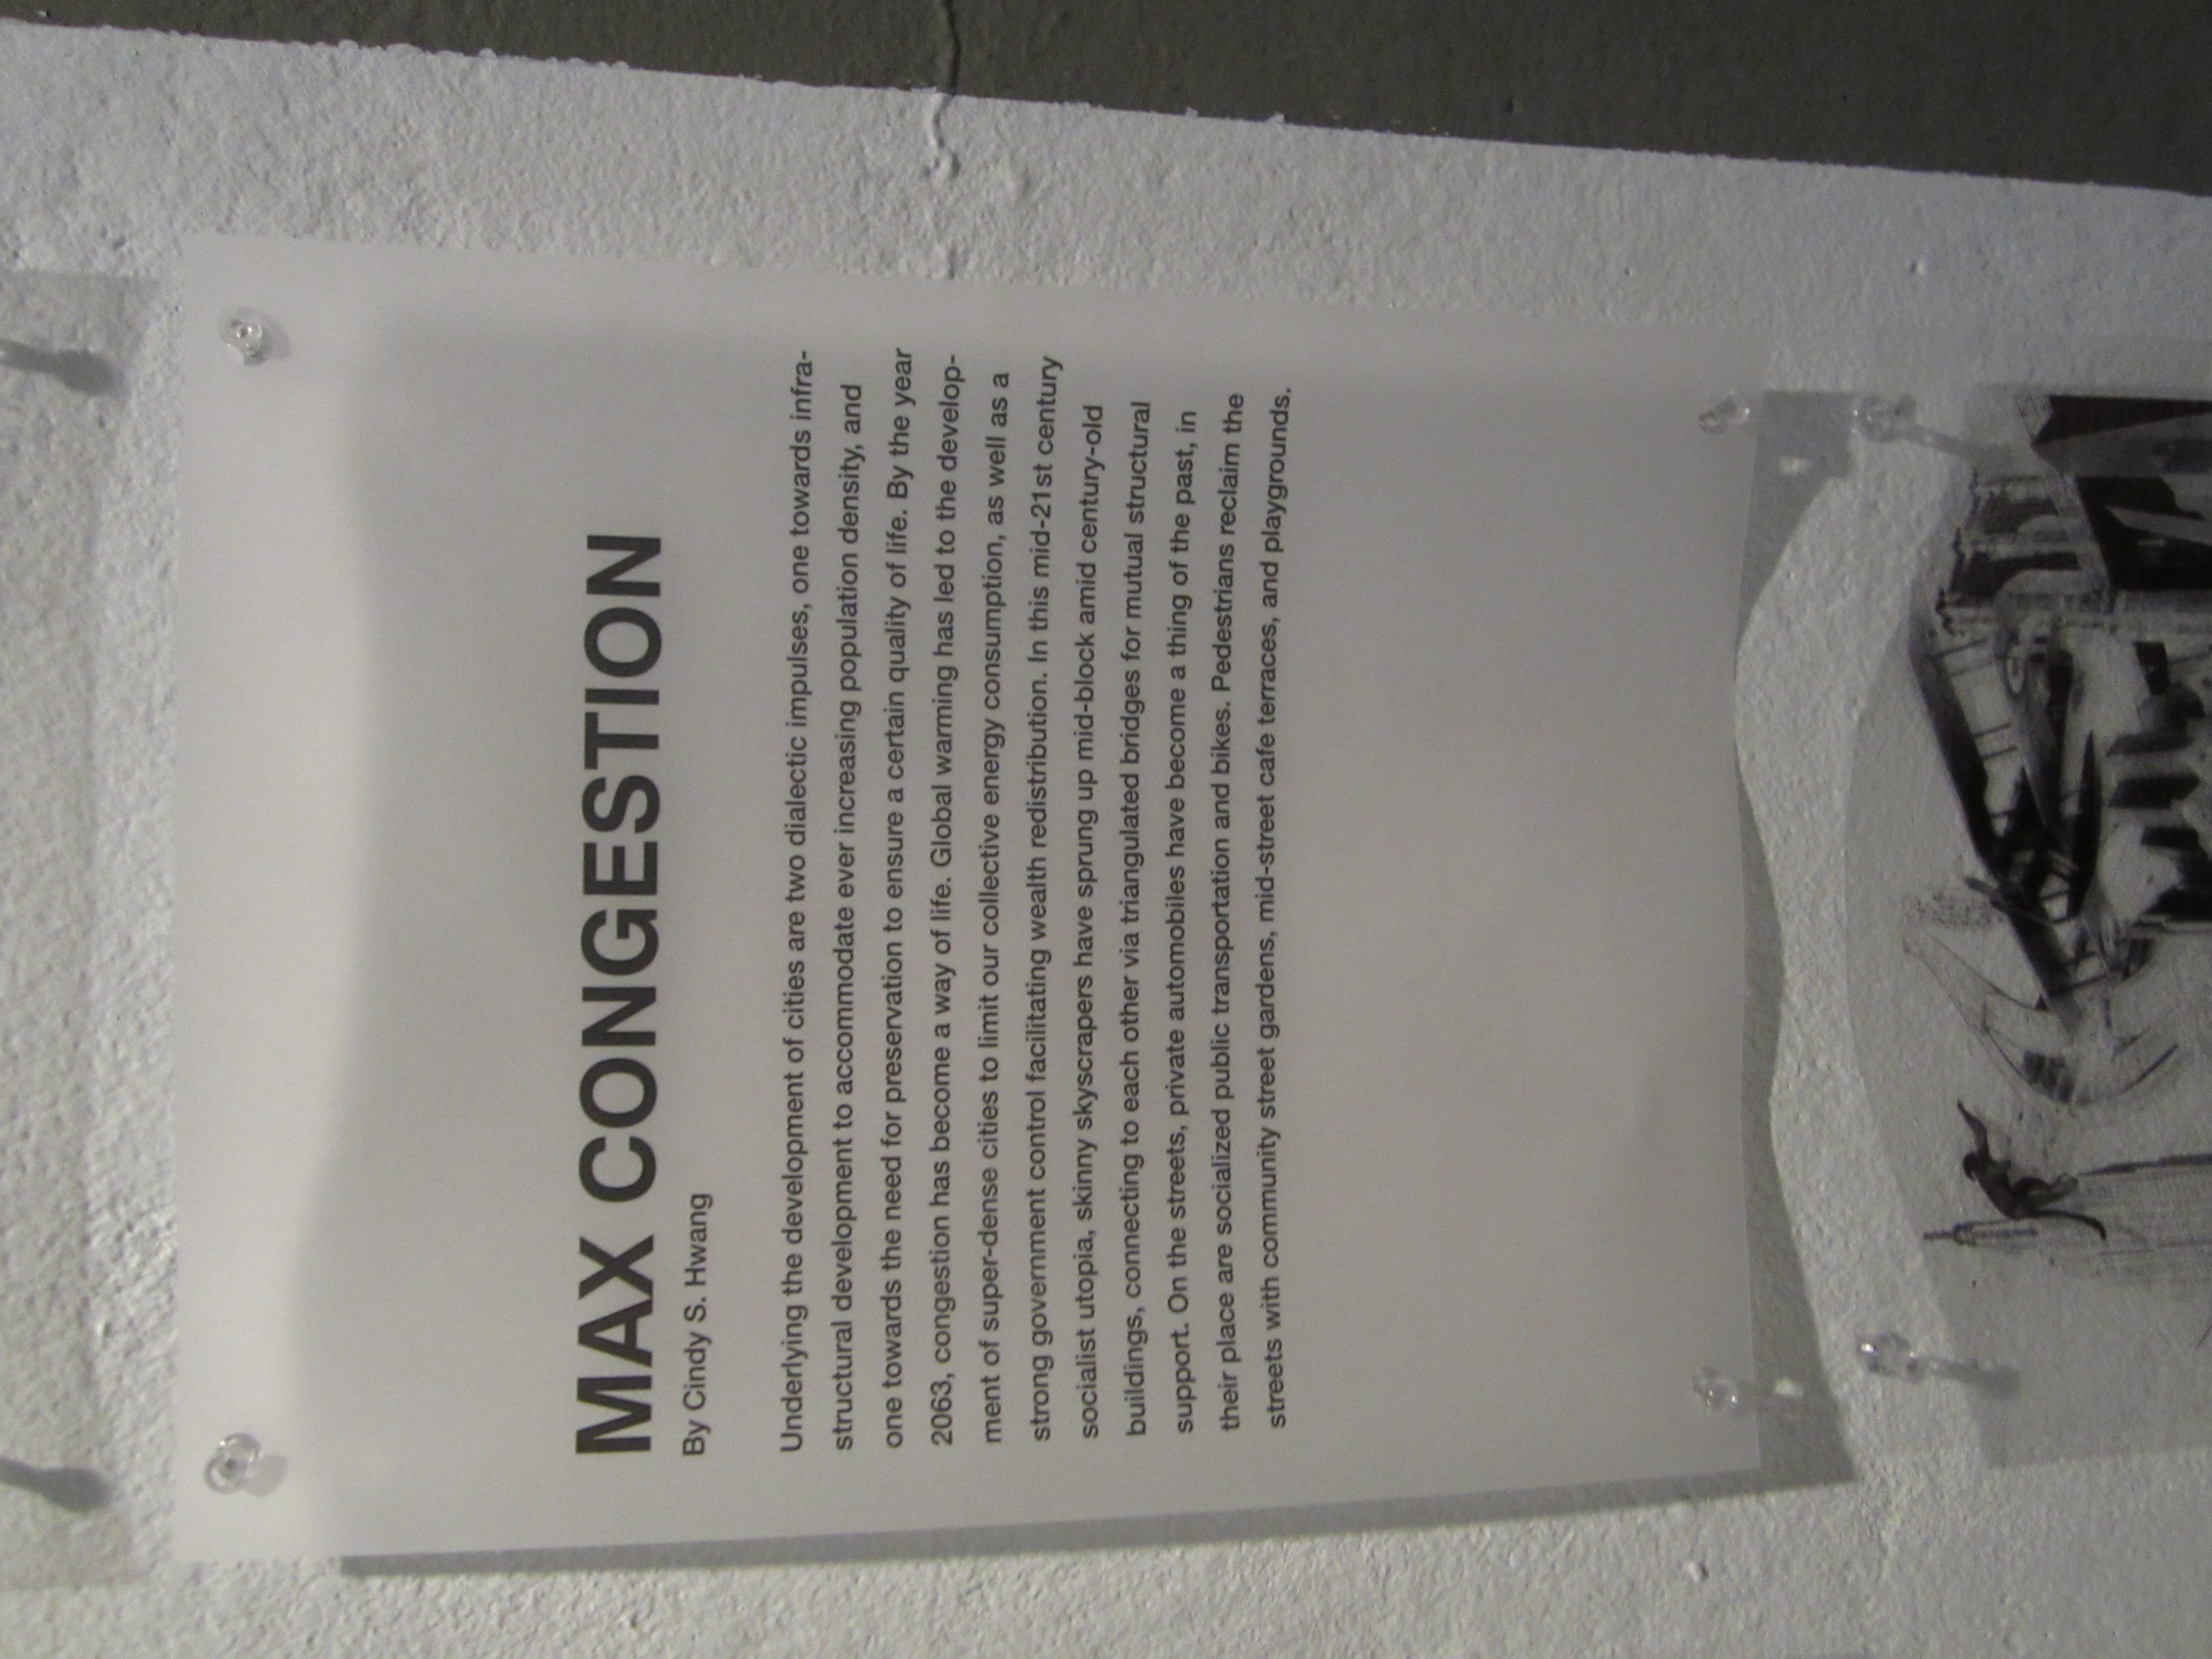 MAX CONGESTION
By Cindy S. Hwang
Underlying the development of cities are two dialectic impulses, one towards infra-
structural development to accommodate ever increasing population density, and
one towards the need for preservation to ensure a certain quality of life. By the year
2063, congestion has become a way of life. Global warming has led to the develop-
ment of super-dense cities to limit our collective energy consumption, as well as a
strong government control facilitating wealth redistribution. In this mid-21st century
socialist utopia, skinny skyscrapers have sprung up mid-block amid century-old
buildings, connecting to each other via triangulated bridges for mutual structural
support. On the streets, private automobiles have become a thing of the past, in
their place are socialized public transportation and bikes. Pedestrians reclaim the
streets with community street gardens, mid-street cafe terraces, and playgrounds.